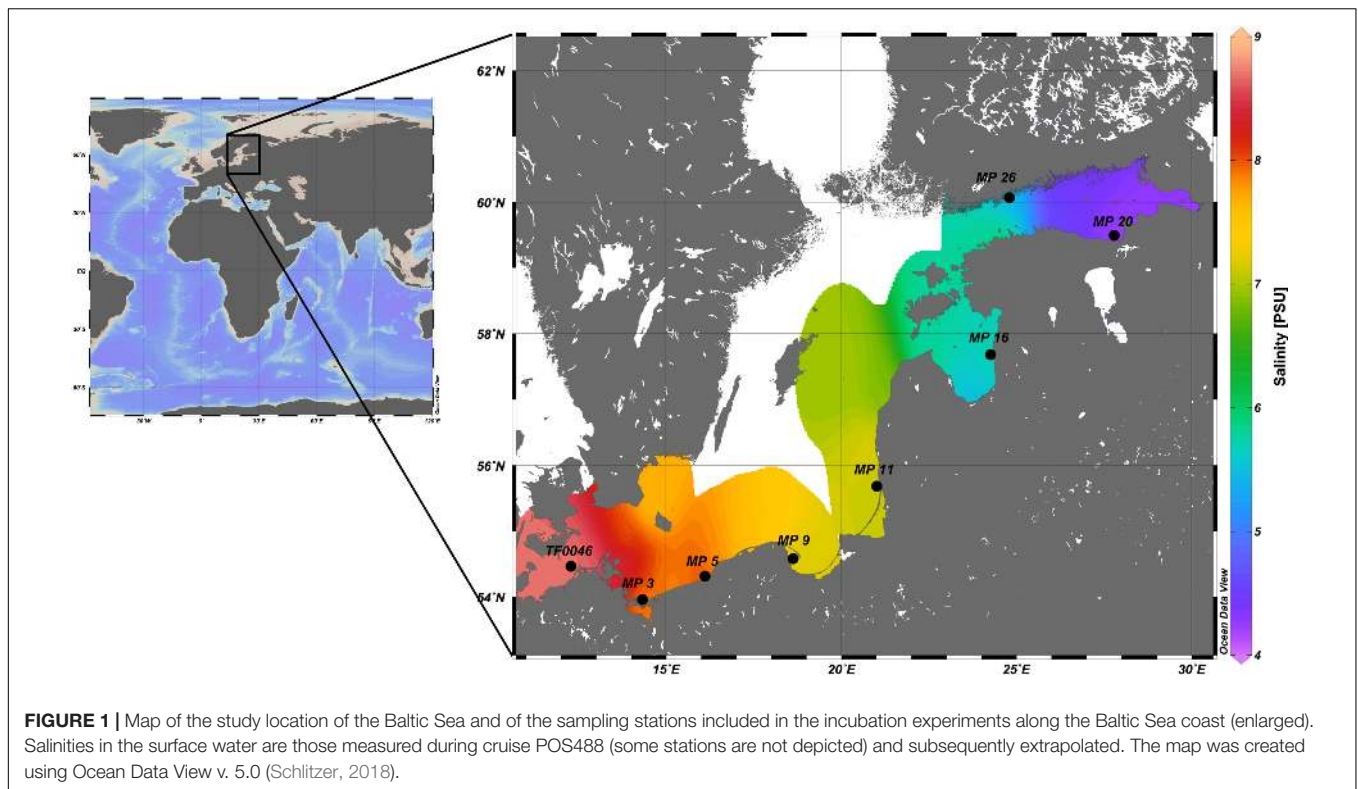 62°N
60°N
58°N
56°N
54°N
15°E
20°E
25°E
30°E
MP 26
MP 20
MP 16
MP 11
MP 9
MP 5
TF0046
MP 3
Ocean Data View
9
8
7
6
5
4
Salinity [PSU]
Ocean Data View
FIGURE 1 | Map of the study location of the Baltic Sea and of the sampling stations included in the incubation experiments along the Baltic Sea coast (enlarged).
Salinities in the surface water are those measured during cruise POS488 (some stations are not depicted) and subsequently extrapolated. The map was created
using Ocean Data View v. 5.0 (Schlitzer, 2018).